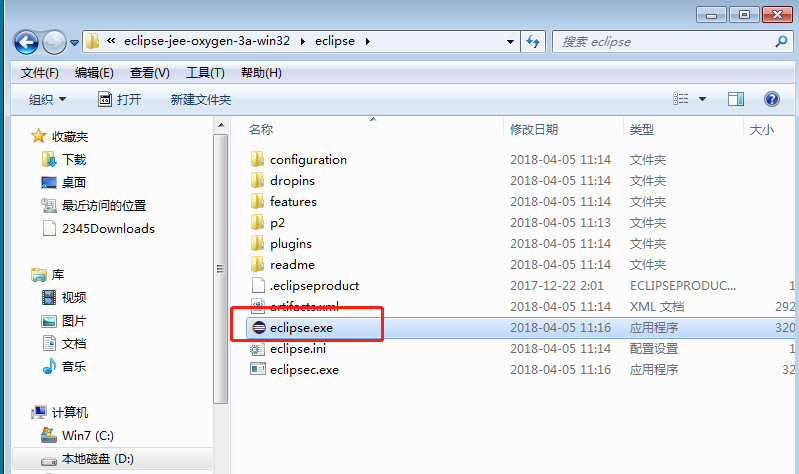 « eclipse-jee-oxygen-3a-win32 eclipse 搜索 eclipse
文件(F) 编辑(E) 查看(V) 工具(T) 帮助(H)
组织 打开 新建文件夹
收藏夹
下载
桌面
最近访问的位置
2345Downloads
库
视频
图片
文档
音乐
计算机
Win7 (C:)
本地磁盘 (D:)
名称 修改日期 类型 大小
configuration 2018-04-05 11:14 文件夹
dropins 2018-04-05 11:14 文件夹
features 2018-04-05 11:14 文件夹
p2 2018-04-05 11:13 文件夹
plugins 2018-04-05 11:14 文件夹
readme 2018-04-05 11:14 文件夹
.eclipseproduct 2017-12-22 2:01 ECLIPSEPRODUC... 1
artifacts.xml 2018-04-05 11:14 XML 文档 292
eclipse.exe 2018-04-05 11:16 应用程序 320
eclipse.ini 2018-04-05 11:14 配置设置 1
eclipsec.exe 2018-04-05 11:16 应用程序 32